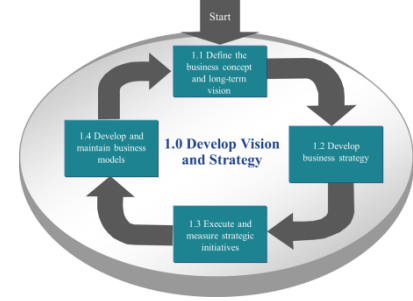 Start
1.1 Define the
business concept
and long-term
vision
1.4 Develop and
maintain business
models
1.0 Develop Vision
and Strategy
1.2 Develop
business strategy
1.3 Execute and
measure strategic
initiatives